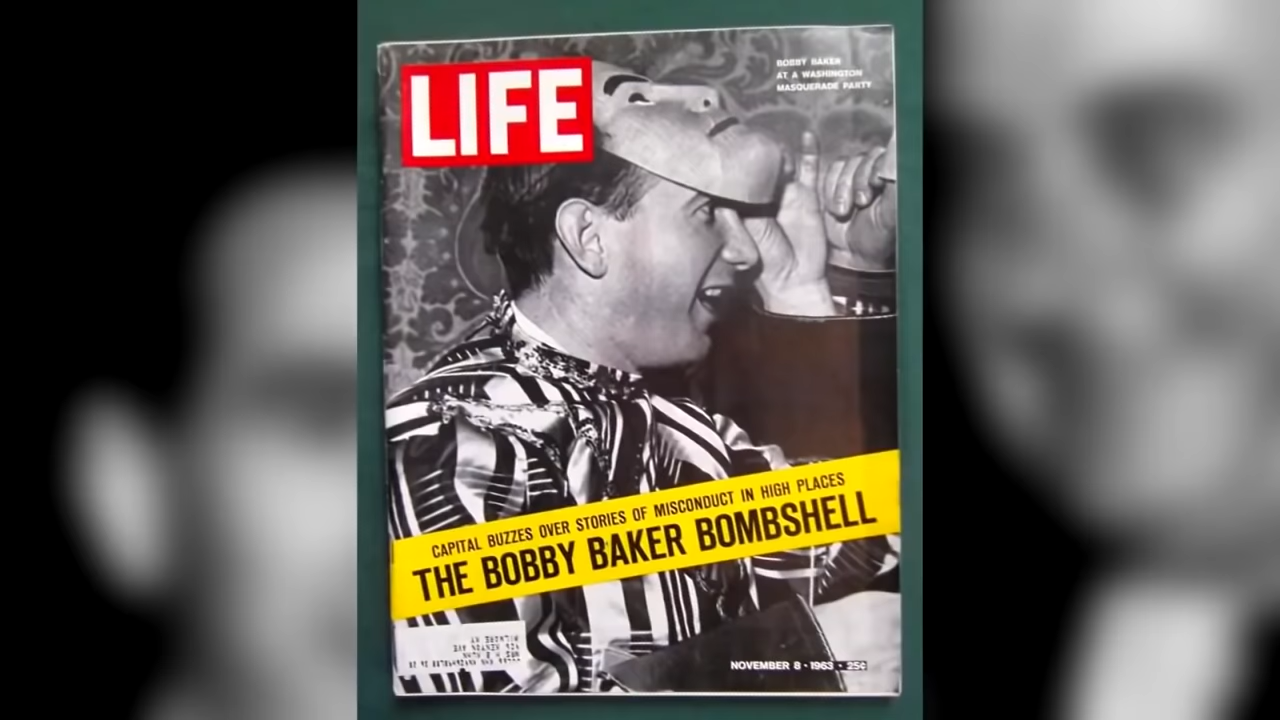 LIFE
BOBBY BAKER
AT A WASHINGTON
MASQUERADE PARTY
CAPITAL BUZZES OVER STORIES OF MISCONDUCT IN HIGH PLACES
THE BOBBY BAKER BOMBSHELL
NOVEMBER 8 · 1963 · 25¢